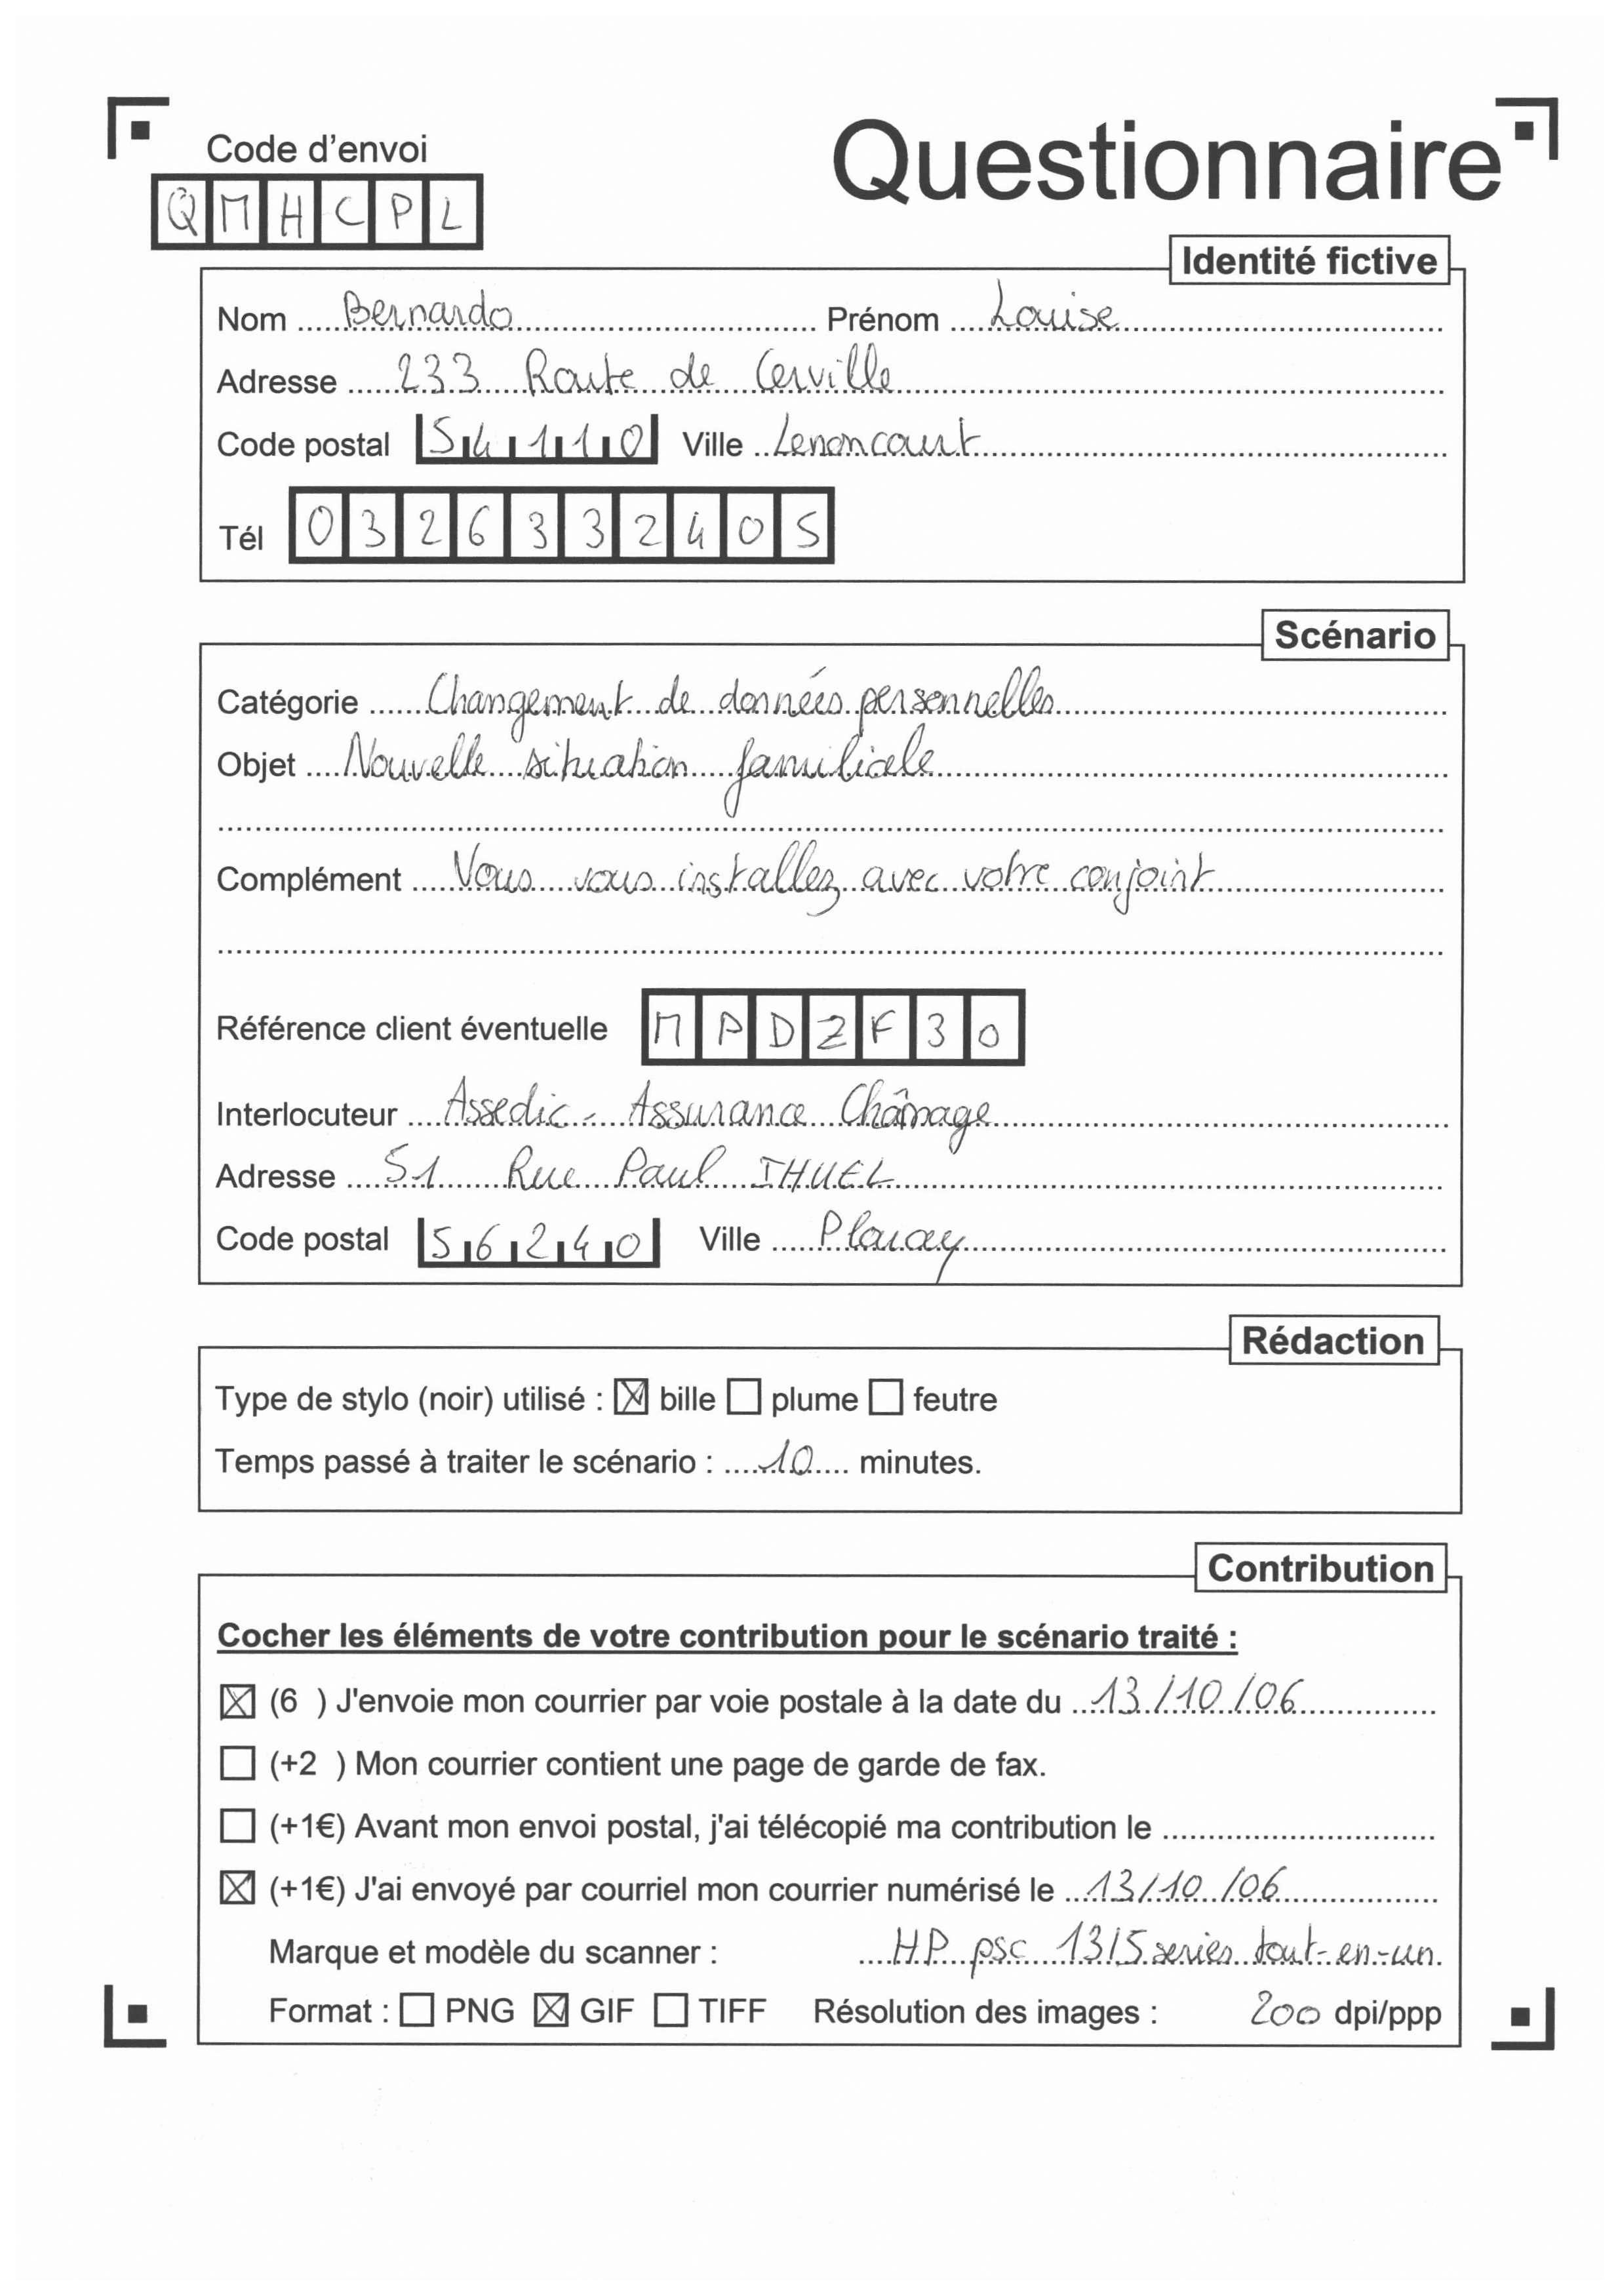 Code d'envoi
Questionnaire
QMHCPL
Identité fictive
Nom Bernardo Prénom Louise
Adresse 233 Route de Cerville
Code postal 54110 Ville Lenoncourt
Tél 0326332405
Scénario
Catégorie Changement de données personnelles
Objet Nouvelle situation familiale
Complément Vous vous installez avec votre conjoint
Référence client éventuelle MPDZF30
Interlocuteur Assedic - Assurance Chômage
Adresse 51 Rue Paul IHUEL
Code postal 56240 Ville Plouay
Rédaction
Type de stylo (noir) utilisé : ☒ bille ☐ plume ☐ feutre
Temps passé à traiter le scénario : 10 minutes.
Contribution
Cocher les éléments de votre contribution pour le scénario traité :
☒ (6 ) J'envoie mon courrier par voie postale à la date du 13/10/06
☐ (+2 ) Mon courrier contient une page de garde de fax.
☐ (+1€) Avant mon envoi postal, j'ai télécopié ma contribution le
☒ (+1€) J'ai envoyé par courriel mon courrier numérisé le 13/10/06
Marque et modèle du scanner : HP psc 1315 series tout-en-un.
Format : ☐ PNG ☒ GIF ☐ TIFF Résolution des images : 200 dpi/ppp